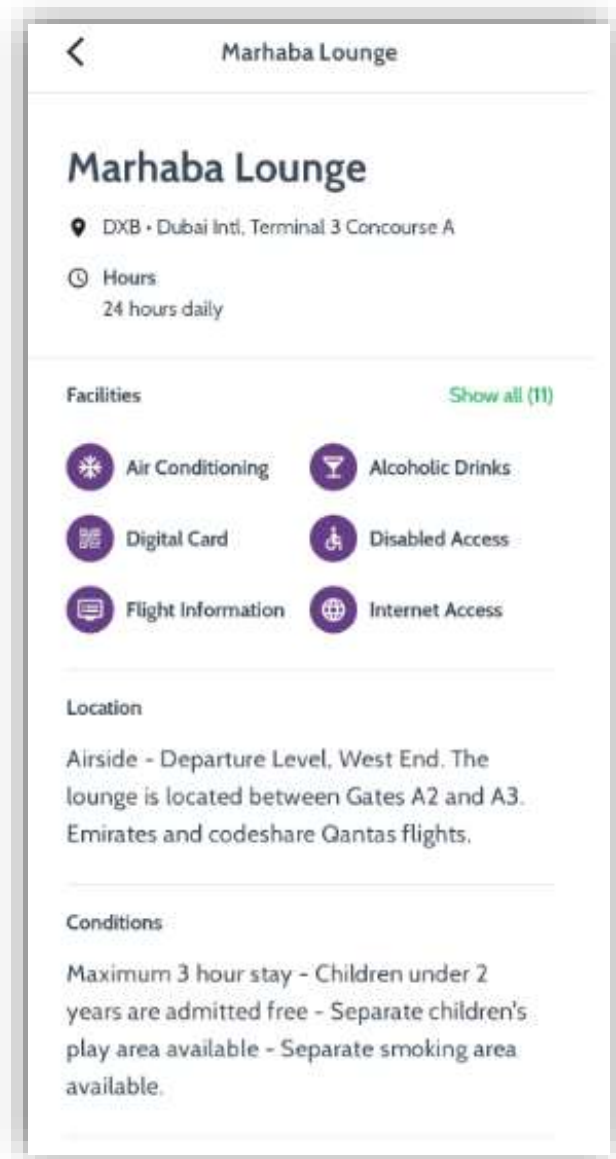 Marhaba Lounge
Marhaba Lounge
DXB • Dubai Intl, Terminal 3 Concourse A
Hours
24 hours daily
Facilities Show all (11)
Air Conditioning Alcoholic Drinks
Digital Card Disabled Access
Flight Information Internet Access
Location
Airside - Departure Level, West End. The
lounge is located between Gates A2 and A3.
Emirates and codeshare Qantas flights.
Conditions
Maximum 3 hour stay - Children under 2
years are admitted free - Separate children's
play area available - Separate smoking area
available.